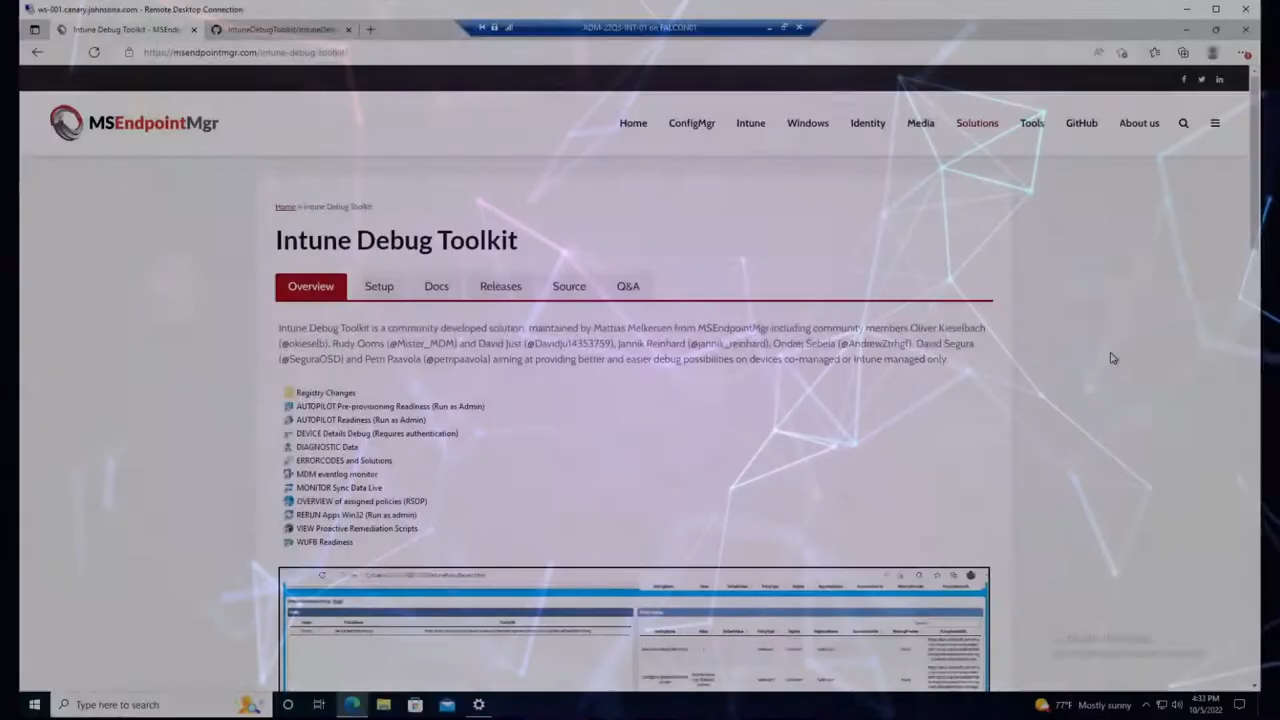 ws-001.canary.johnsons.com - Remote Desktop Connection
Intune Debug Toolkit - MSEndp
IntuneDebugToolkit/IntuneDe
ADM-22Q3-INT-01 on FALCON01
https://msendpointmgr.com/intune-debug-toolkit/
MSEndpointMgr
Home ConfigMgr Intune Windows Identity Media Solutions Tools GitHub About us
Home » Intune Debug Toolkit
Intune Debug Toolkit
Overview Setup Docs Releases Source Q&A
Intune Debug Toolkit is a community developed solution, maintained by Mattias Melkersen from MSEndpointMgr including community members Oliver Kieselbach
(@okieselb), Rudy Ooms (@Mister_MDM) and David Just (@Davidju14353759), Jannik Reinhard (@jannik_reinhard), Ondrej Sebela (@AndrewZtrhgf), David Segura
(@SeguraOSD) and Petri Paavola (@petripaavola) aiming at providing better and easier debug possibilities on devices co-managed or Intune managed only.
Registry Changes
AUTOPILOT Pre-provisioning Readiness (Run as Admin)
AUTOPILOT Readiness (Run as Admin)
DEVICE Details Debug (Requires authentication)
DIAGNOSTIC Data
ERRORCODES and Solutions
MDM eventlog monitor
MONITOR Sync Data Live
OVERVIEW of assigned policies (RSOP)
RERUN Apps Win32 (Run as admin)
VIEW Proactive Remediation Scripts
WUFB Readiness
Type here to search
77°F Mostly sunny
4:33 PM
10/5/2022